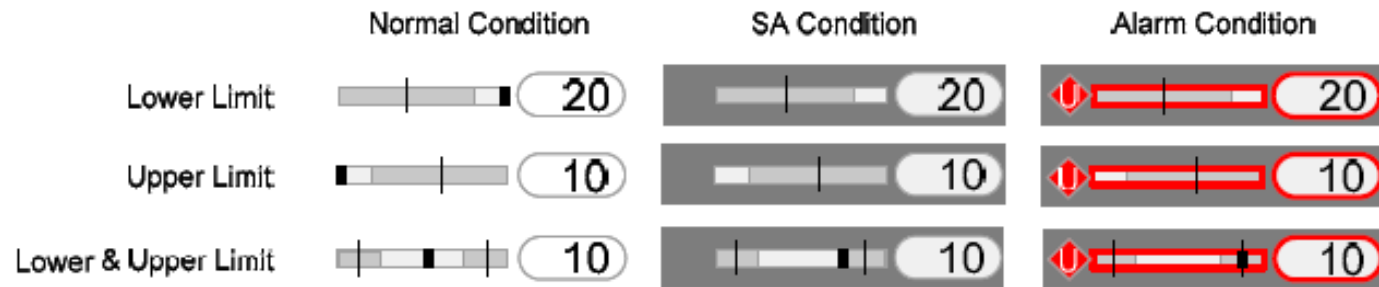 Normal Condition SA Condition Alarm Condition
Lower Limit 20 20 U 20
Upper Limit 10 10 U 10
Lower & Upper Limit 10 10 U 10